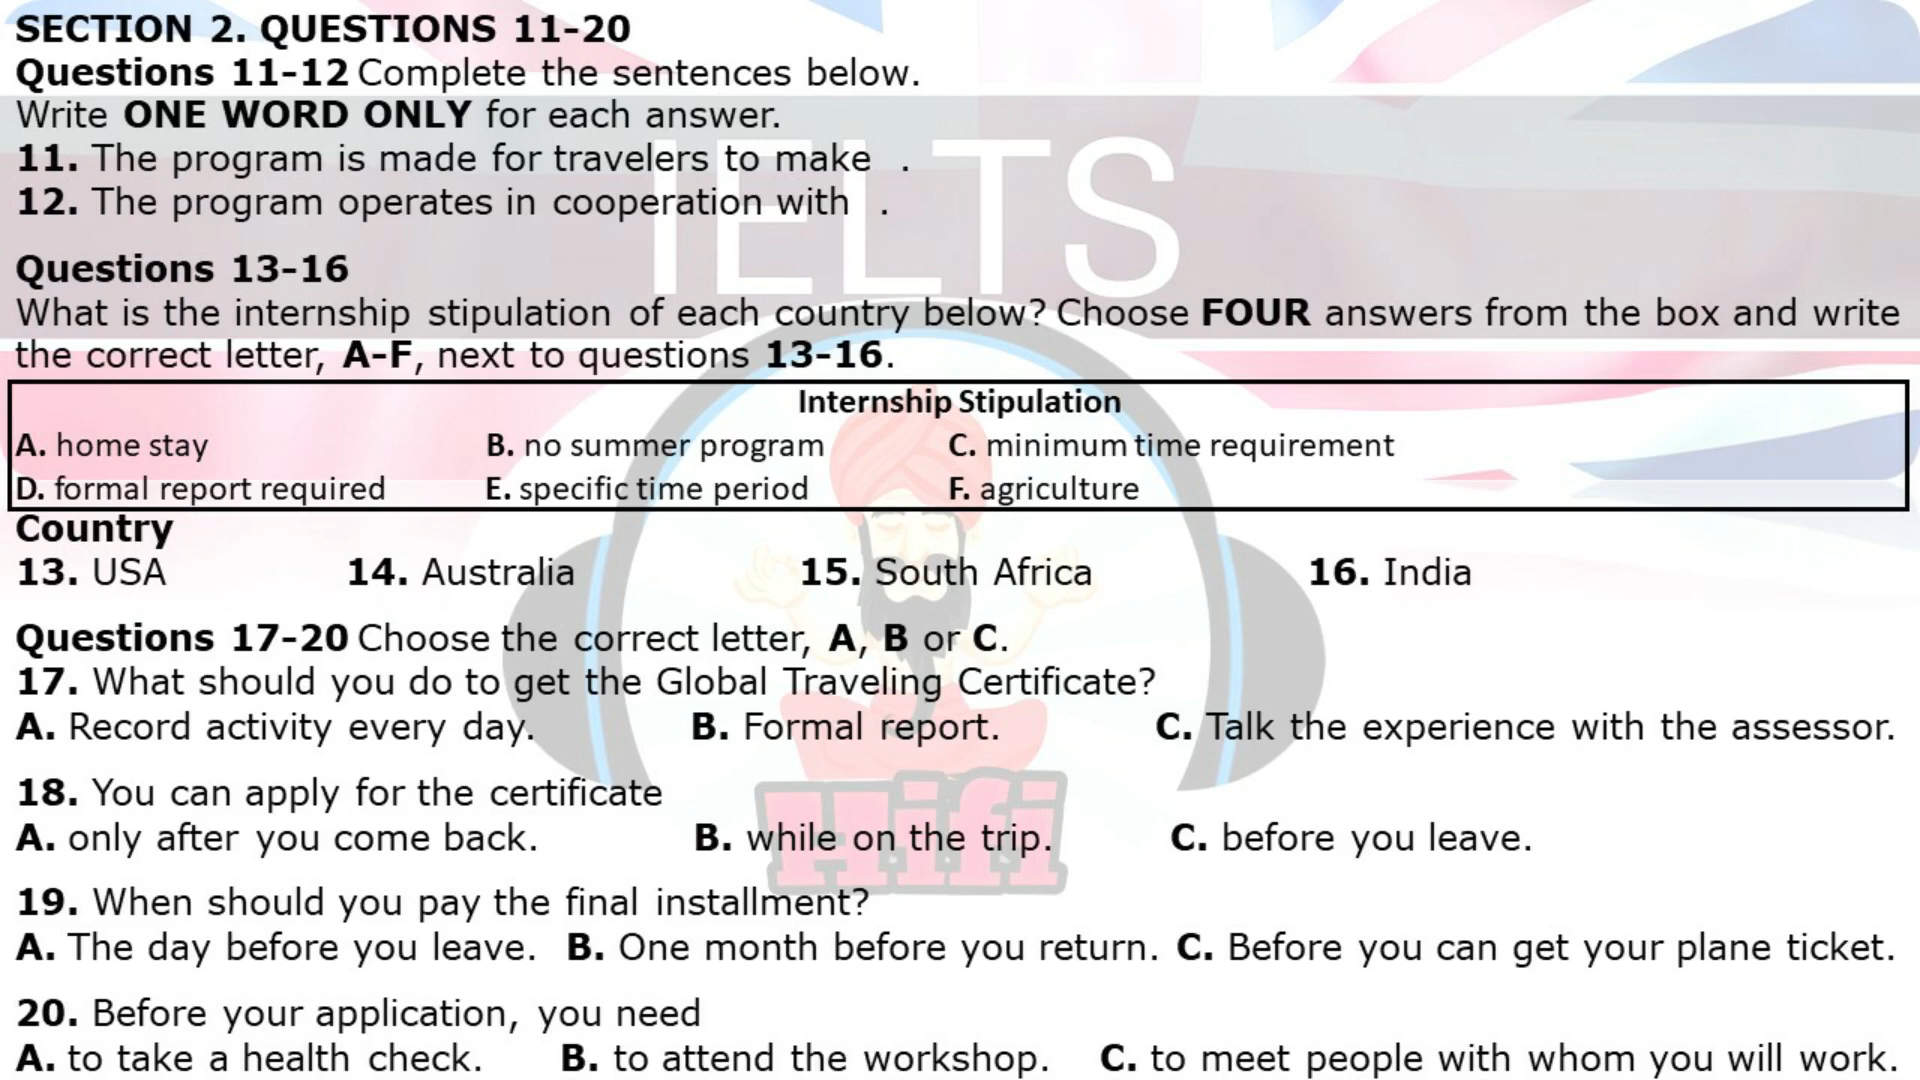 SECTION 2. QUESTIONS 11-20
Questions 11-12 Complete the sentences below.
Write ONE WORD ONLY for each answer.
11. The program is made for travelers to make .
12. The program operates in cooperation with .
IELTS
Questions 13-16
What is the internship stipulation of each country below? Choose FOUR answers from the box and write
the correct letter, A-F, next to questions 13-16.
Internship Stipulation
A. home stay B. no summer program C. minimum time requirement
D. formal report required E. specific time period F. agriculture
Country
13. USA 14. Australia 15. South Africa 16. India
Questions 17-20 Choose the correct letter, A, B or C.
17. What should you do to get the Global Traveling Certificate?
A. Record activity every day. B. Formal report. C. Talk the experience with the assessor.
18. You can apply for the certificate
A. only after you come back. B. while on the trip. C. before you leave.
Hifi
19. When should you pay the final installment?
A. The day before you leave. B. One month before you return. C. Before you can get your plane ticket.
20. Before your application, you need
A. to take a health check. B. to attend the workshop. C. to meet people with whom you will work.